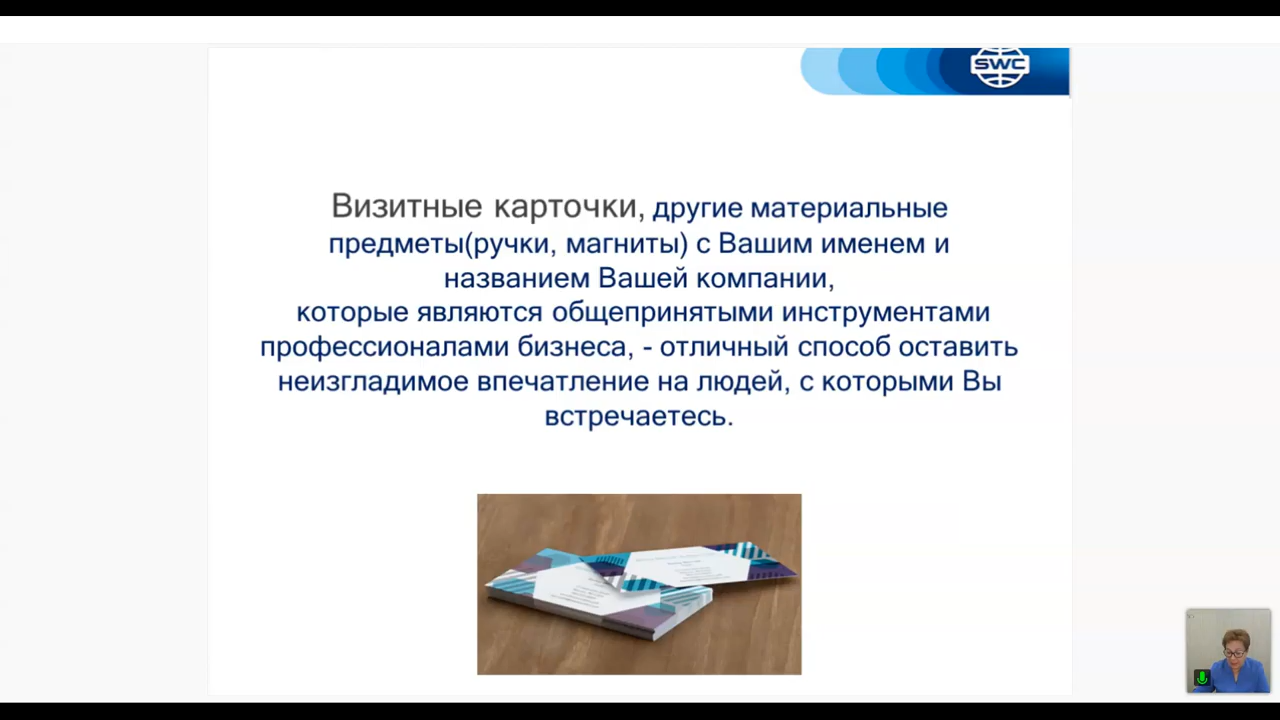 SWC
Визитные карточки, другие материальные
предметы(ручки, магниты) с Вашим именем и
названием Вашей компании,
которые являются общепринятыми инструментами
профессионалами бизнеса, - отличный способ оставить
неизгладимое впечатление на людей, с которыми Вы
встречаетесь.